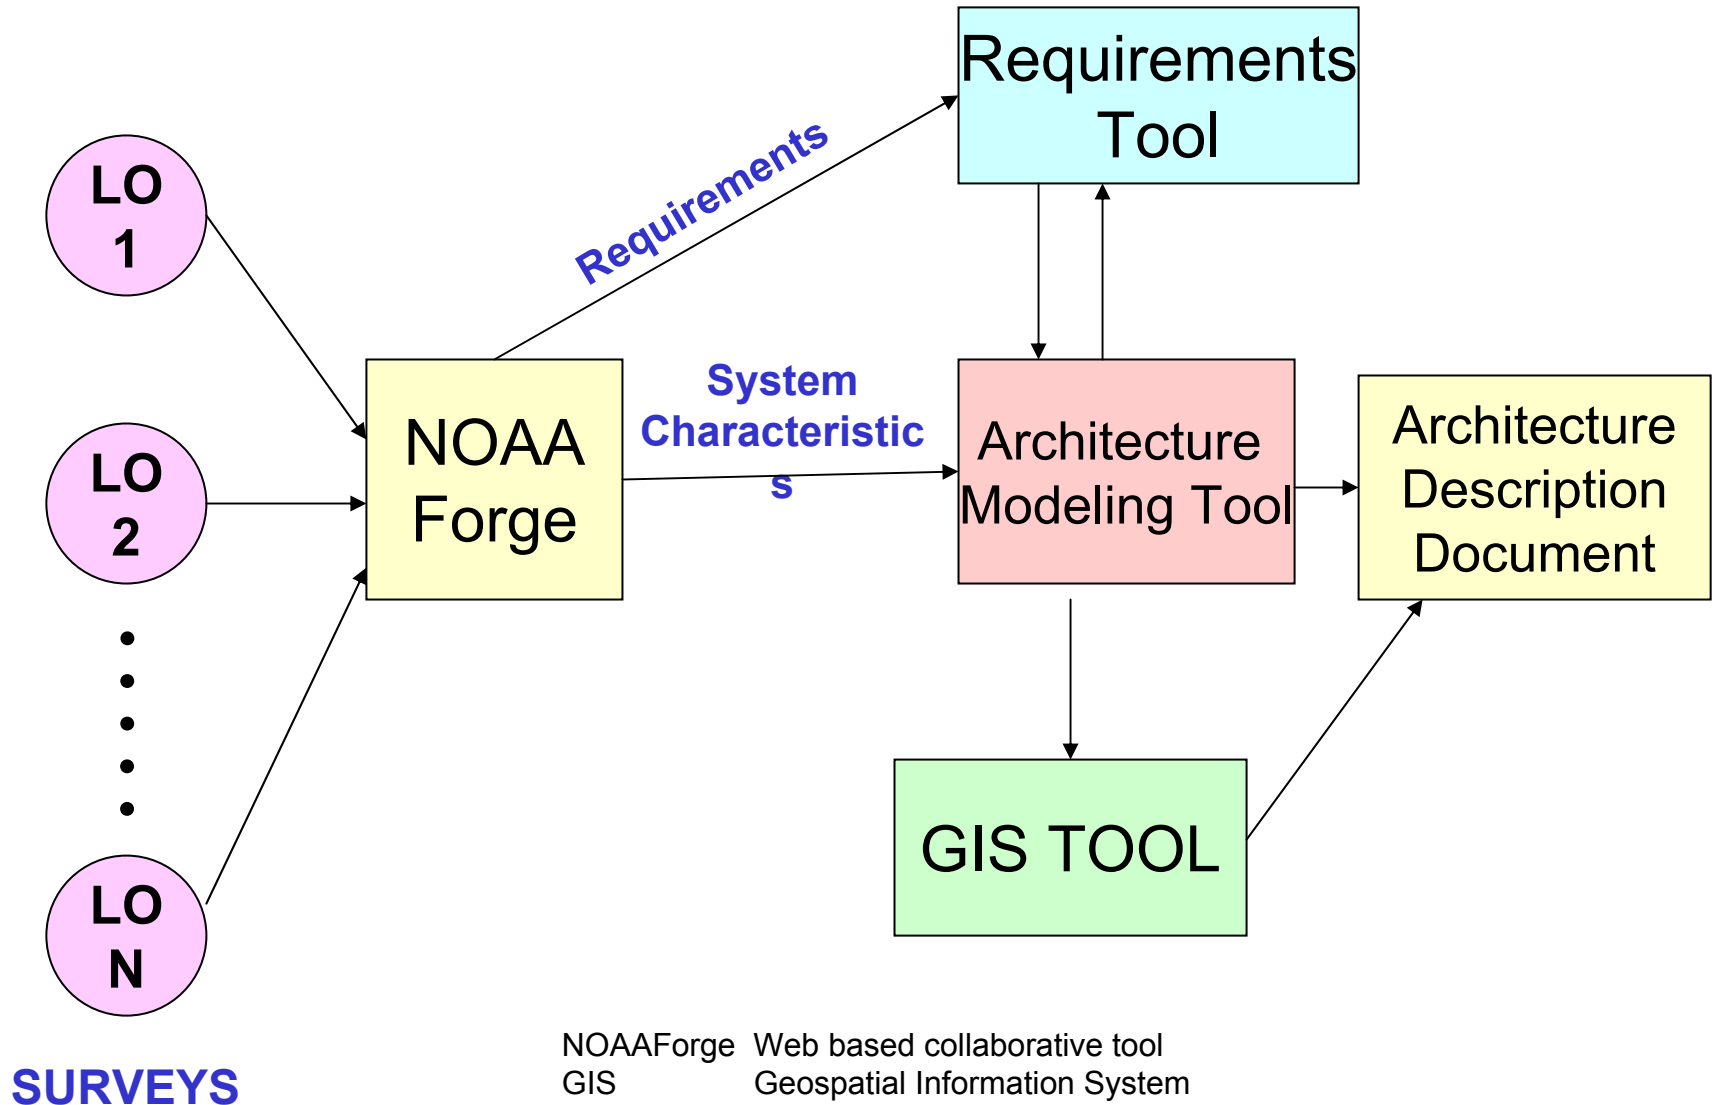 Requirements
Tool
Requirements
LO
1
System
Characteristic
s
NOAA
Forge
LO
2
Architecture
Modeling Tool
Architecture
Description
Document
GIS TOOL
LO
N
SURVEYS
NOAAForge Web based collaborative tool
GIS Geospatial Information System